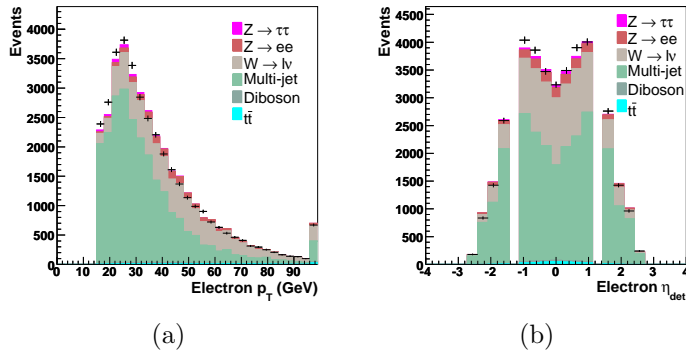 Events
4000
3500
3000
2500
2000
1500
1000
500
0
0 10 20 30 40 50 60 70 80 90
Electron p_T (GeV)
Z → ττ
Z → ee
W → lν
Multi-jet
Diboson
tt̄
(a)
Events
4500
4000
3500
3000
2500
2000
1500
1000
500
0
-4 -3 -2 -1 0 1 2 3 4
Electron η_det
Z → ττ
Z → ee
W → lν
Multi-jet
Diboson
tt̄
(b)